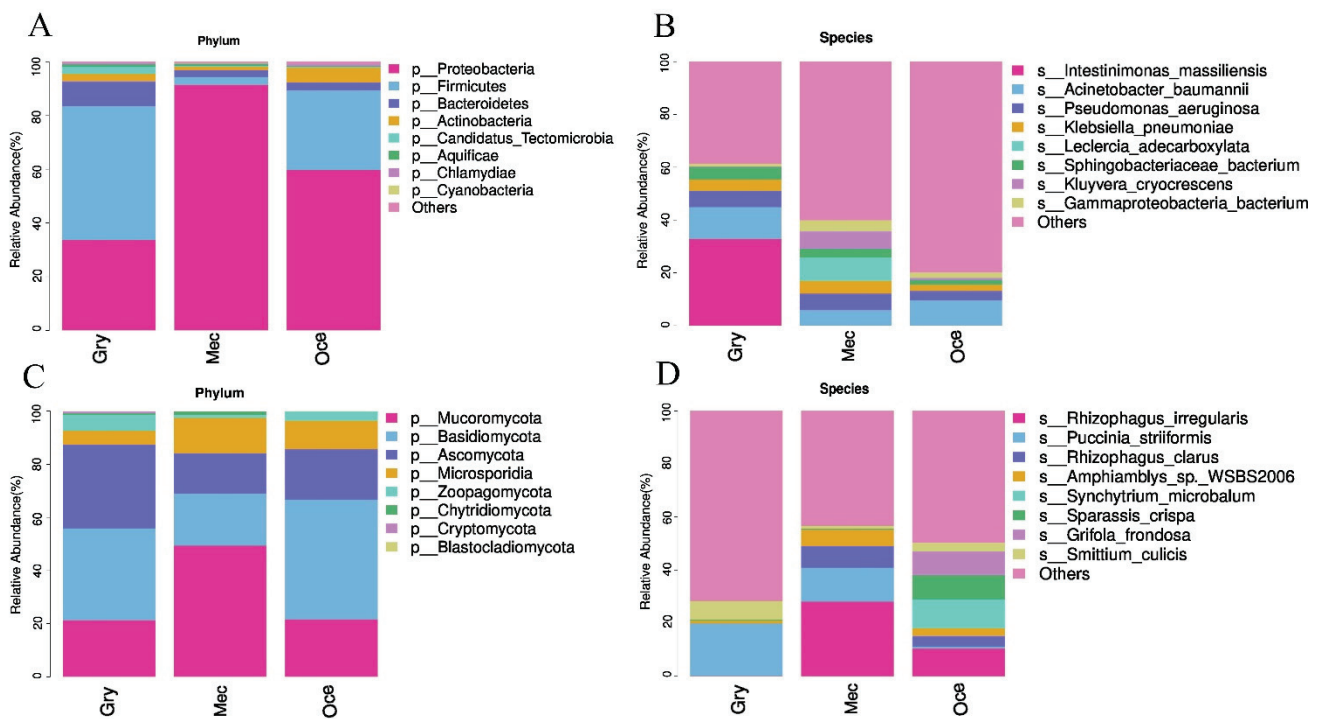 A
Phylum
Relative Abundance(%)
0
20
40
60
80
100
Gry
Mec
Oce
p__Proteobacteria
p__Firmicutes
p__Bacteroidetes
p__Actinobacteria
p__Candidatus_Tectomicrobia
p__Aquificae
p__Chlamydiae
p__Cyanobacteria
Others
B
Species
Relative Abundance(%)
0
20
40
60
80
100
Gry
Mec
Oce
s__Intestinimonas_massiliensis
s__Acinetobacter_baumannii
s__Pseudomonas_aeruginosa
s__Klebsiella_pneumoniae
s__Leclercia_adecarboxylata
s__Sphingobacteriaceae_bacterium
s__Kluyvera_cryocrescens
s__Gammaproteobacteria_bacterium
Others
C
Phylum
Relative Abundance(%)
0
20
40
60
80
100
Gry
Mec
Oce
p__Mucoromycota
p__Basidiomycota
p__Ascomycota
p__Microsporidia
p__Zoopagomycota
p__Chytridiomycota
p__Cryptomycota
p__Blastocladiomycota
D
Species
Relative Abundance(%)
0
20
40
60
80
100
Gry
Mec
Oce
s__Rhizophagus_irregularis
s__Puccinia_striiformis
s__Rhizophagus_clarus
s__Amphiamblys_sp._WSBS2006
s__Synchytrium_microbalum
s__Sparassis_crispa
s__Grifola_frondosa
s__Smittium_culicis
Others